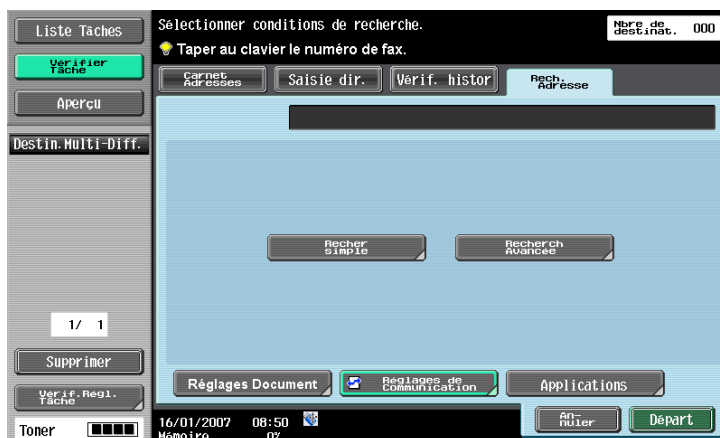 Liste Tâches
Sélectionner conditions de recherche.
Nbre de
destinat. 000
Taper au clavier le numéro de fax.
Vérifier
Tâche
Carnet
Adresses
Saisie dir.
Vérif. histor
Rech.
Adresse
Aperçu
Destin.Multi-Diff.
Recher
simple
Recherch
Avancée
1/ 1
Supprimer
Réglages Document
Réglages de
Communication
Applications
Vérif.Régl.
Tâche
An-
nuler
Départ
Toner
16/01/2007 08:50
Mémoire 0%